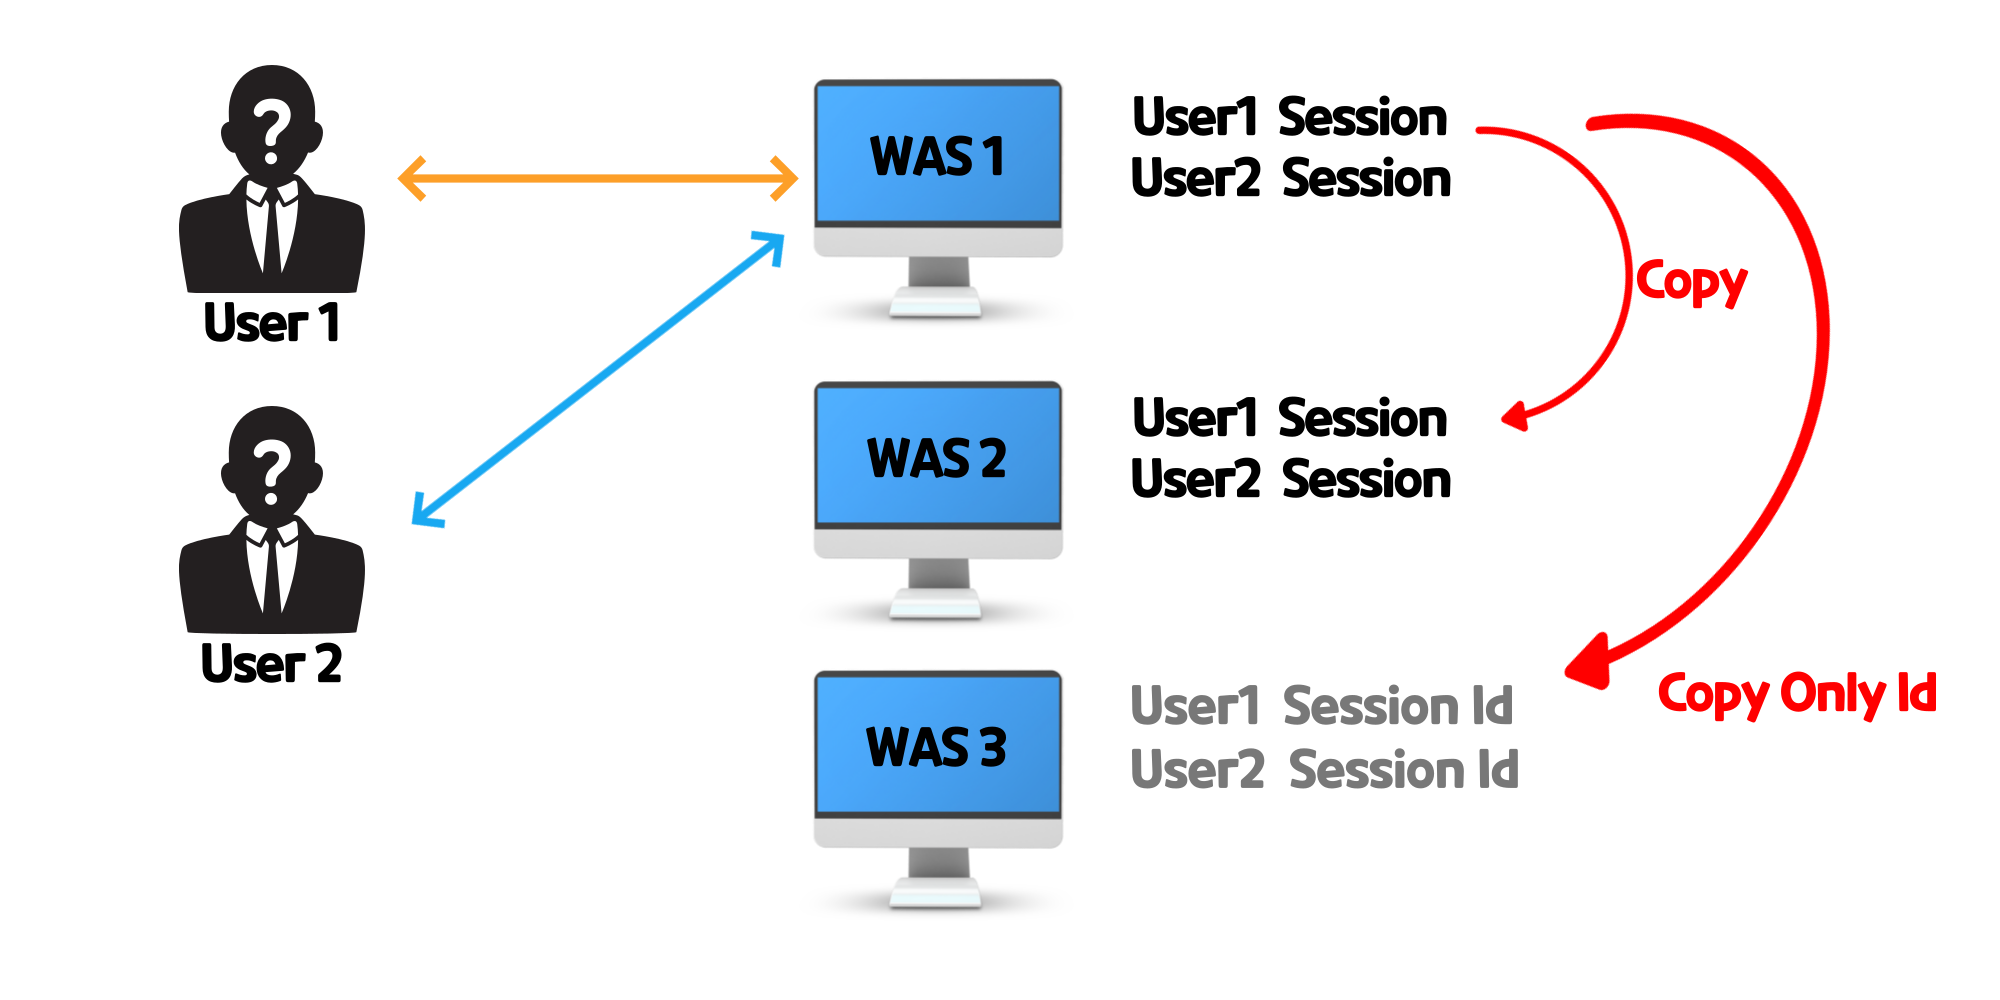 User 1
User 2
WAS 1
User1 Session
User2 Session
Copy
WAS 2
User1 Session
User2 Session
WAS 3
User1 Session Id
User2 Session Id
Copy Only Id